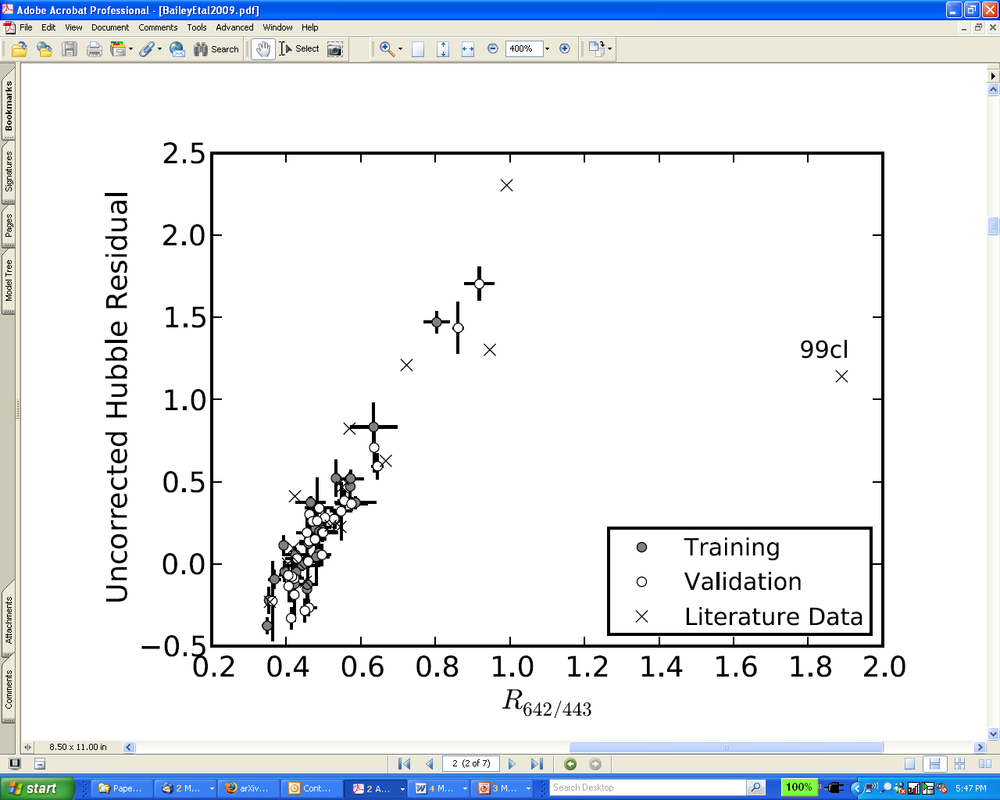 Adobe Acrobat Professional - [BaileyEtal2009.pdf]
File Edit View Document Comments Tools Advanced Window Help
Search Select 400%
Bookmarks
Signatures
Pages
Model Tree
Attachments
Comments
2.5
2.0
1.5
1.0
0.5
0.0
−0.5
Uncorrected Hubble Residual
99cl
Training
Validation
Literature Data
0.2 0.4 0.6 0.8 1.0 1.2 1.4 1.6 1.8 2.0
R642/443
8.50 x 11.00 in
2 (2 of 7)
start Pape... 2 M... arXiv... Cont... 2 A... 4 M... 3 M... Search Desktop 100% 5:47 PM